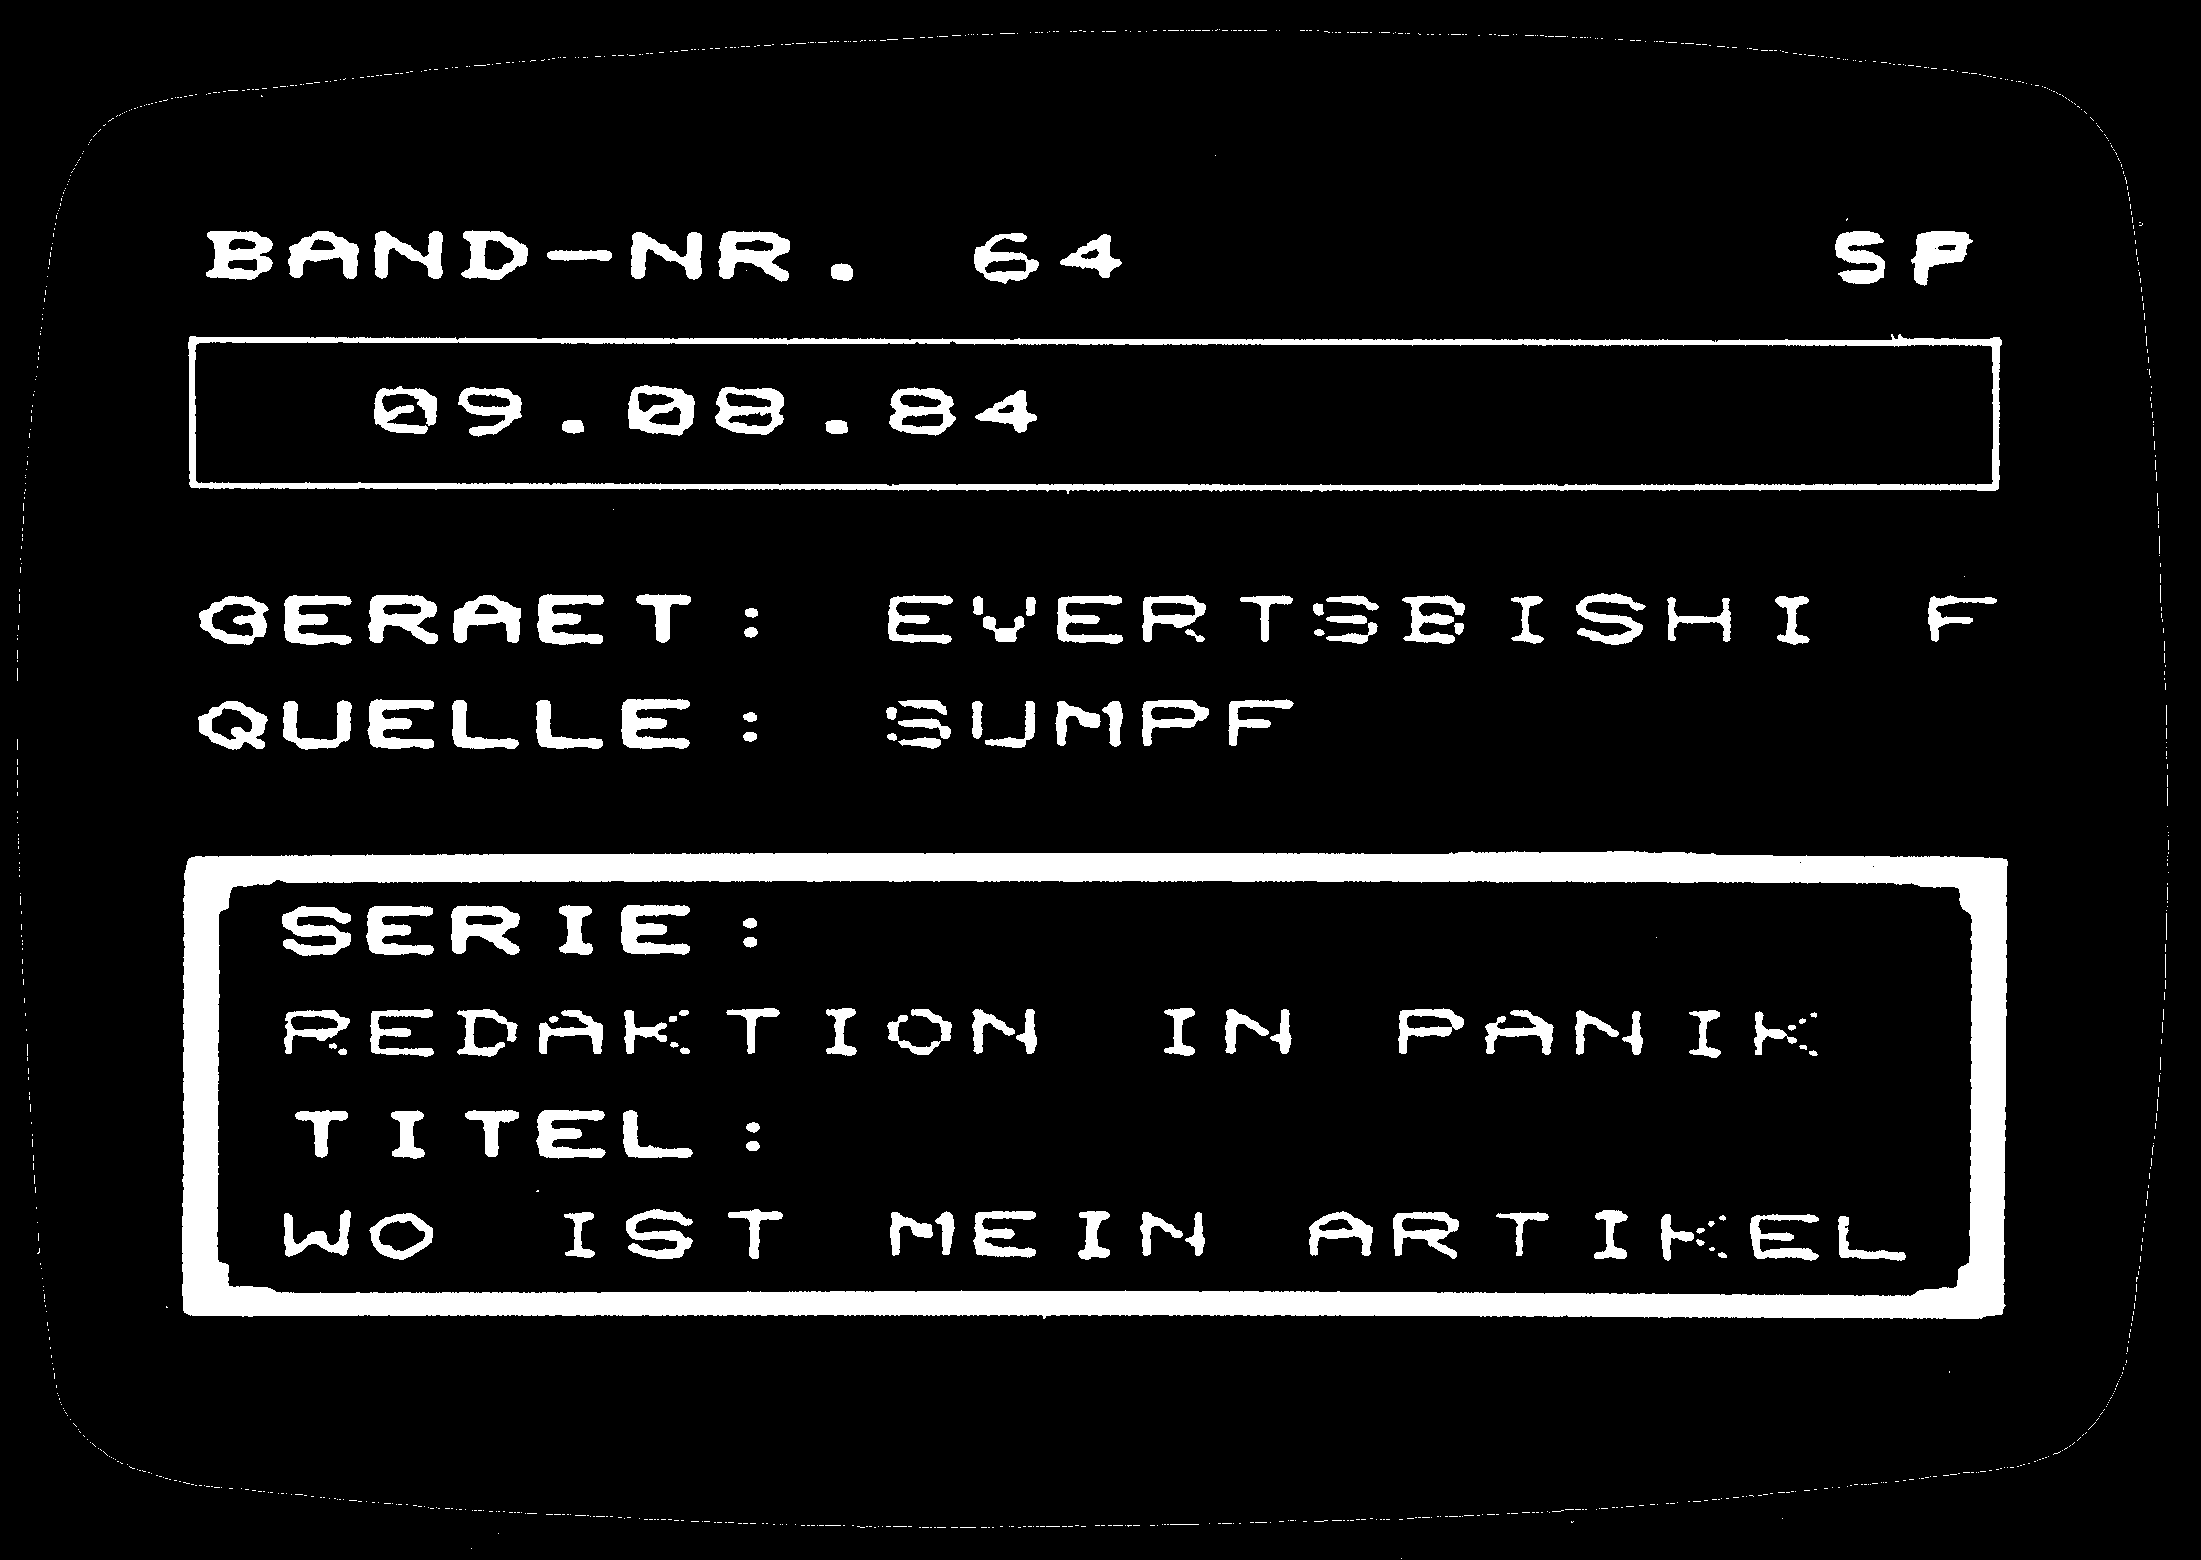 BAND-NR. 64 SP
09.08.84
GERAET: EVERTSBISHI F
QUELLE: SUMPF
SERIE:
REDAKTION IN PANIK
TITEL:
WO IST MEIN ARTIKEL